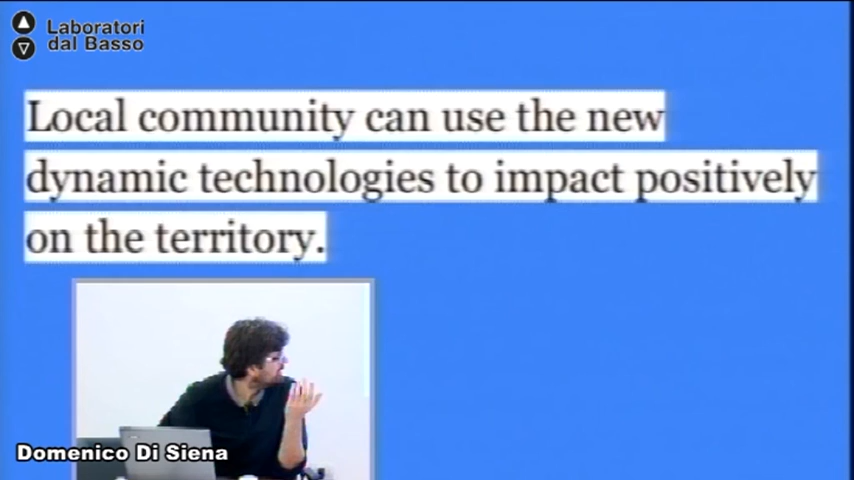 Laboratori
dal Basso
Local community can use the new
dynamic technologies to impact positively
on the territory.
Domenico Di Siena